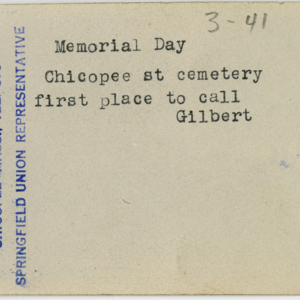 3-41
Memorial Day
Chicopee st cemetery
first place to call
Gilbert
SPRINGFIELD UNION REPRESENTATIVE